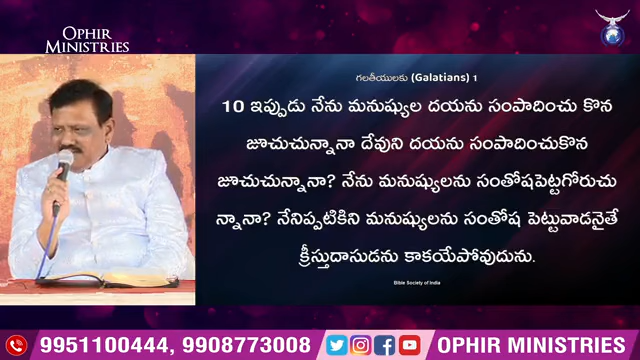 OPHIR
MINISTRIES
గలతీయులకు (Galatians) 1
10 ఇప్పుడు నేను మనుష్యుల దయను సంపాదించు కొన
జూచుచున్నానా దేవుని దయను సంపాదించుకొన
జూచుచున్నానా? నేను మనుష్యులను సంతోషపెట్టగోరుచు
న్నానా? నేనిప్పటికిని మనుష్యులను సంతోష పెట్టువాడనైతే
క్రీస్తుదాసుడను కాకయేపోవుదును.
Bible Society of India
9951100444, 9908773008
OPHIR MINISTRIES